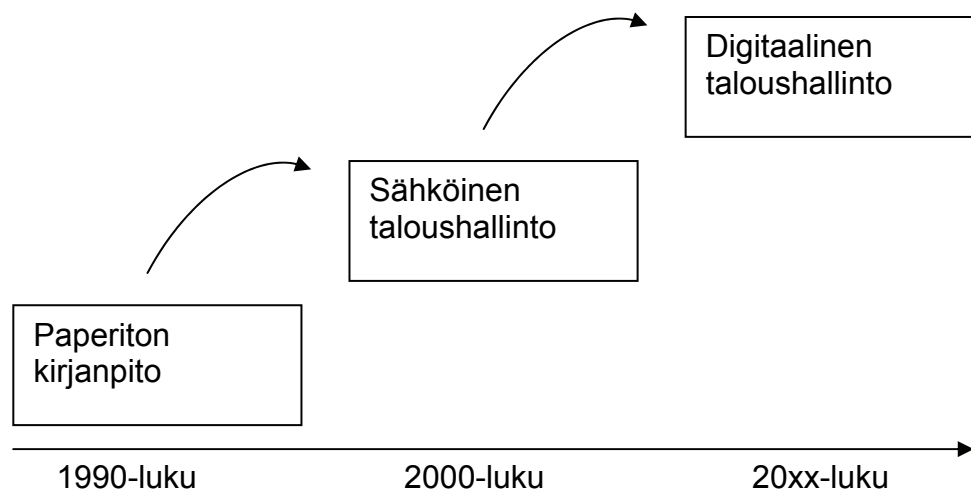 Digitaalinen
taloushallinto
Sähköinen
taloushallinto
Paperiton
kirjanpito
1990-luku
2000-luku
20xx-luku